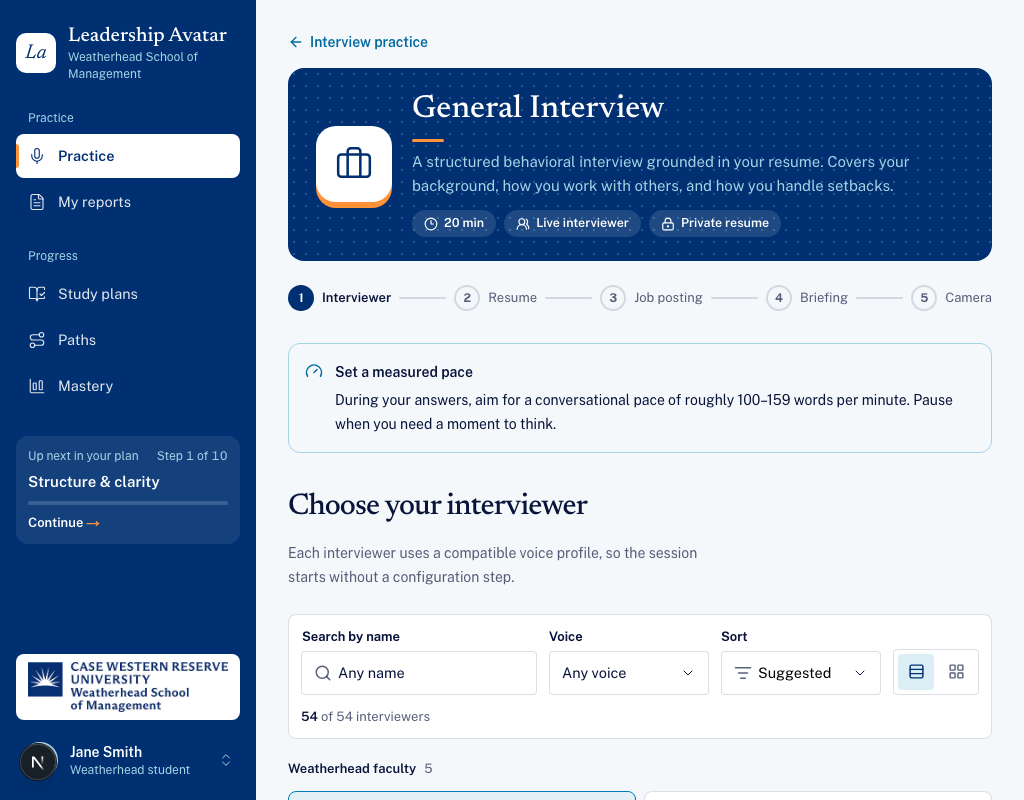 La
Leadership Avatar
Weatherhead School of
Management
Practice
Practice
My reports
Progress
Study plans
Paths
Mastery
Up next in your plan
Step 1 of 10
Structure & clarity
Continue →
CASE WESTERN RESERVE
UNIVERSITY
Weatherhead School
of Management
N
Jane Smith
Weatherhead student
← Interview practice
General Interview
A structured behavioral interview grounded in your resume. Covers your
background, how you work with others, and how you handle setbacks.
20 min
Live interviewer
Private resume
1 Interviewer
2 Resume
3 Job posting
4 Briefing
5 Camera
Set a measured pace
During your answers, aim for a conversational pace of roughly 100–159 words per minute. Pause
when you need a moment to think.
Choose your interviewer
Each interviewer uses a compatible voice profile, so the session
starts without a configuration step.
Search by name
Any name
Voice
Any voice
Sort
Suggested
54 of 54 interviewers
Weatherhead faculty 5